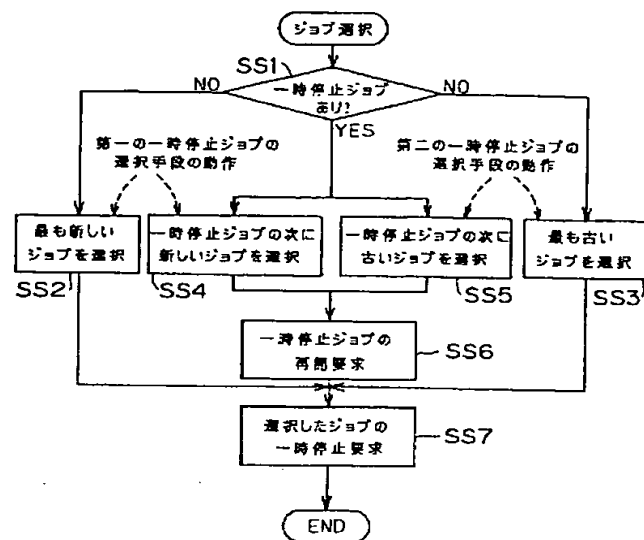 ジョブ選択
SS1
一時停止ジョブ
あり?
NO
NO
YES
第一の一時停止ジョブの
選択手段の動作
第二の一時停止ジョブの
選択手段の動作
最も新しい
ジョブを選択
一時停止ジョブの次に
新しいジョブを選択
一時停止ジョブの次に
古いジョブを選択
最も古い
ジョブを選択
SS2
SS4
SS5
SS3
一時停止ジョブの
再開要求
SS6
選択したジョブの
一時停止要求
SS7
END